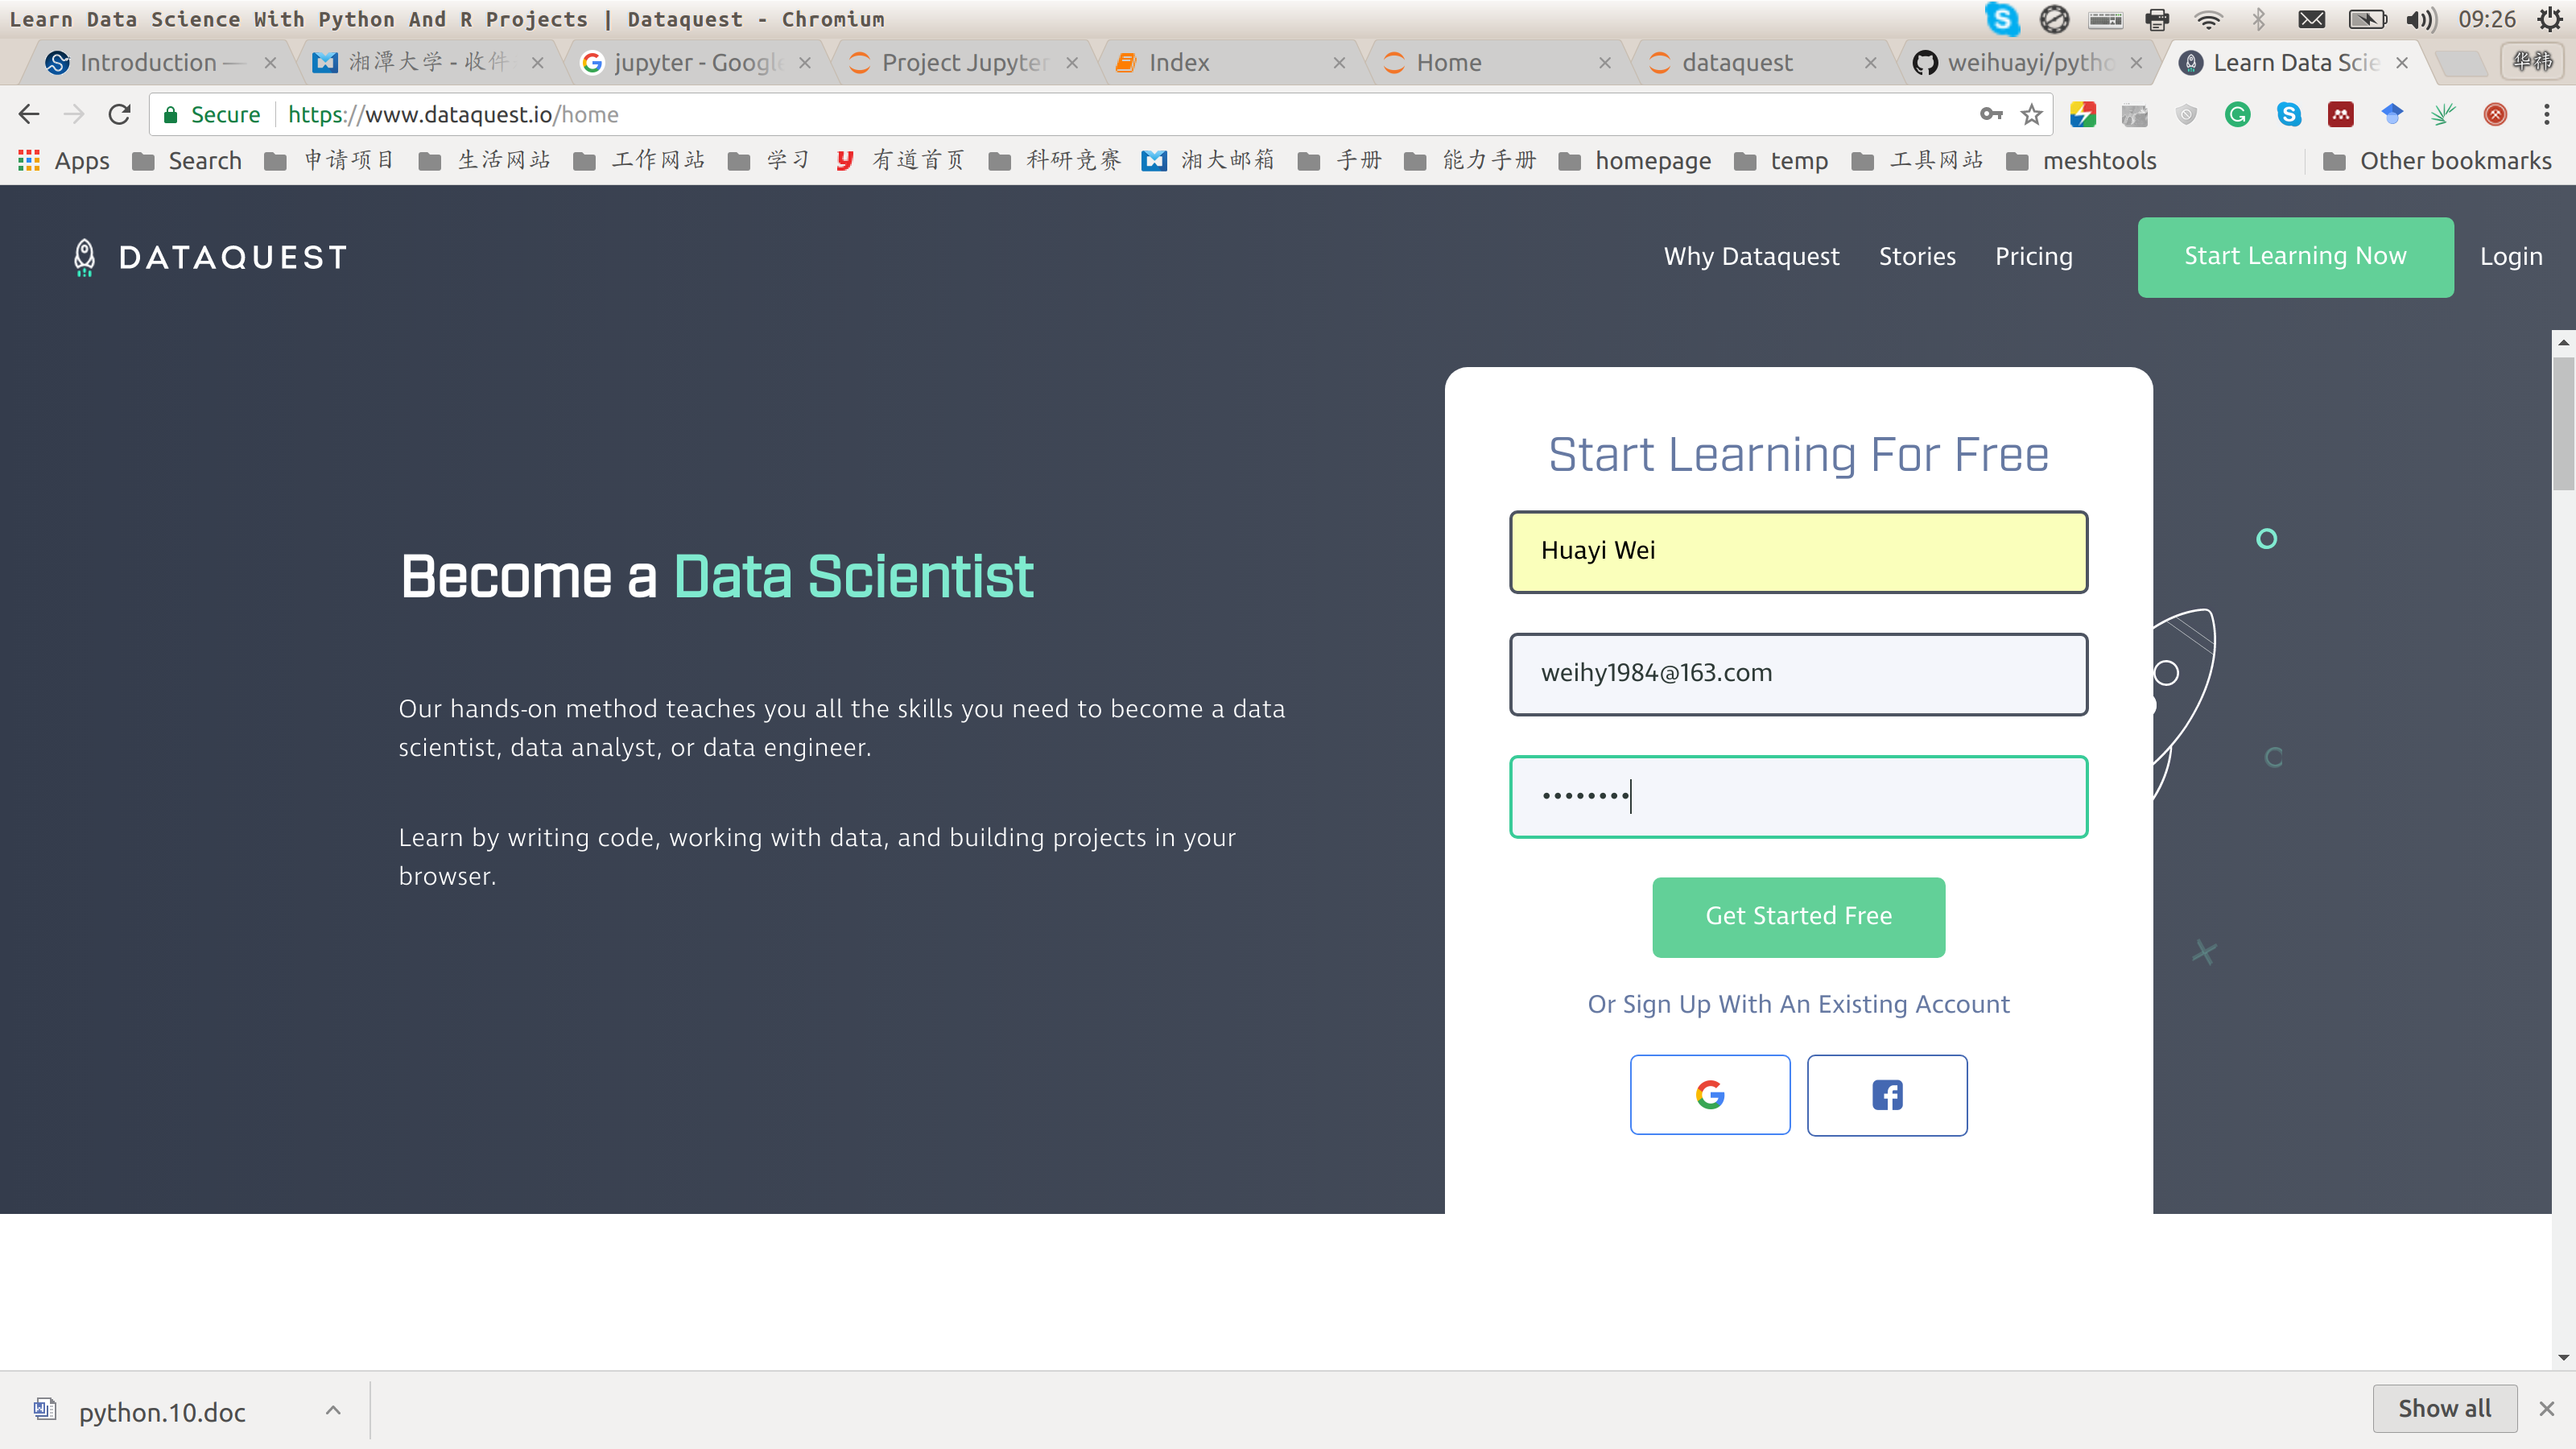 Learn Data Science With Python And R Projects | Dataquest - Chromium
09:26
Introduction —
湘潭大学 - 收件
jupyter - Google
Project Jupyter
Index
Home
dataquest
weihuayi/pytho
Learn Data Scie
华祎
Secure
https://www.dataquest.io/home
Apps
Search
申请项目
生活网站
工作网站
学习
有道首页
科研竞赛
湘大邮箱
手册
能力手册
homepage
temp
工具网站
meshtools
Other bookmarks
DATAQUEST
Why Dataquest
Stories
Pricing
Start Learning Now
Login
Become a Data Scientist
Our hands-on method teaches you all the skills you need to become a data
scientist, data analyst, or data engineer.
Learn by writing code, working with data, and building projects in your
browser.
Start Learning For Free
Huayi Wei
weihy1984@163.com
••••••••
Get Started Free
Or Sign Up With An Existing Account
python.10.doc
Show all